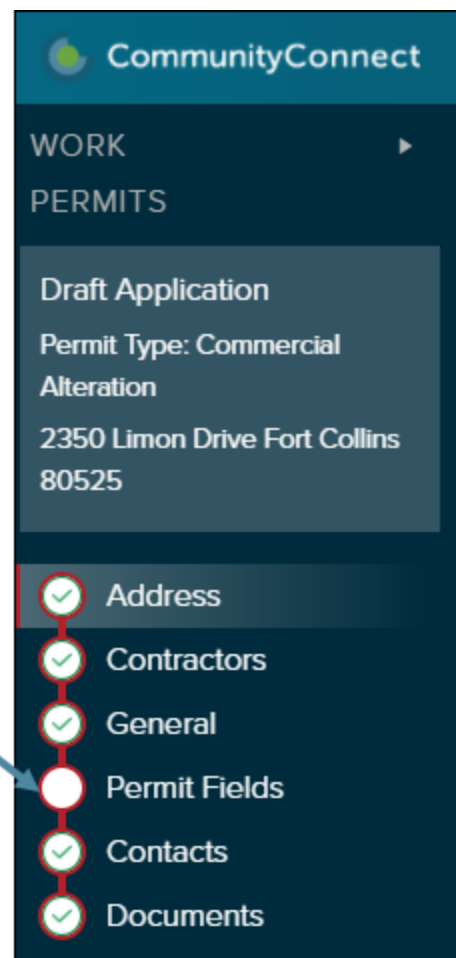 CommunityConnect
WORK
PERMITS
Draft Application
Permit Type: Commercial
Alteration
2350 Limon Drive Fort Collins
80525
Address
Contractors
General
Permit Fields
Contacts
Documents